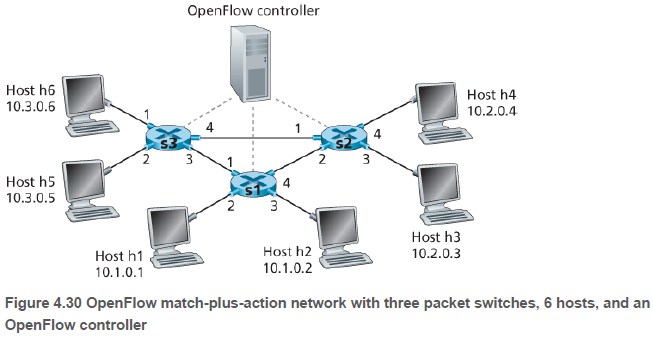 OpenFlow controller
Host h6
10.3.0.6
1
4
1
Host h4
10.2.0.4
s3
s2
4
2
3
1
2
3
Host h5
10.3.0.5
s1
4
2
3
Host h1
10.1.0.1
Host h2
10.1.0.2
Host h3
10.2.0.3
Figure 4.30 OpenFlow match-plus-action network with three packet switches, 6 hosts, and an
OpenFlow controller